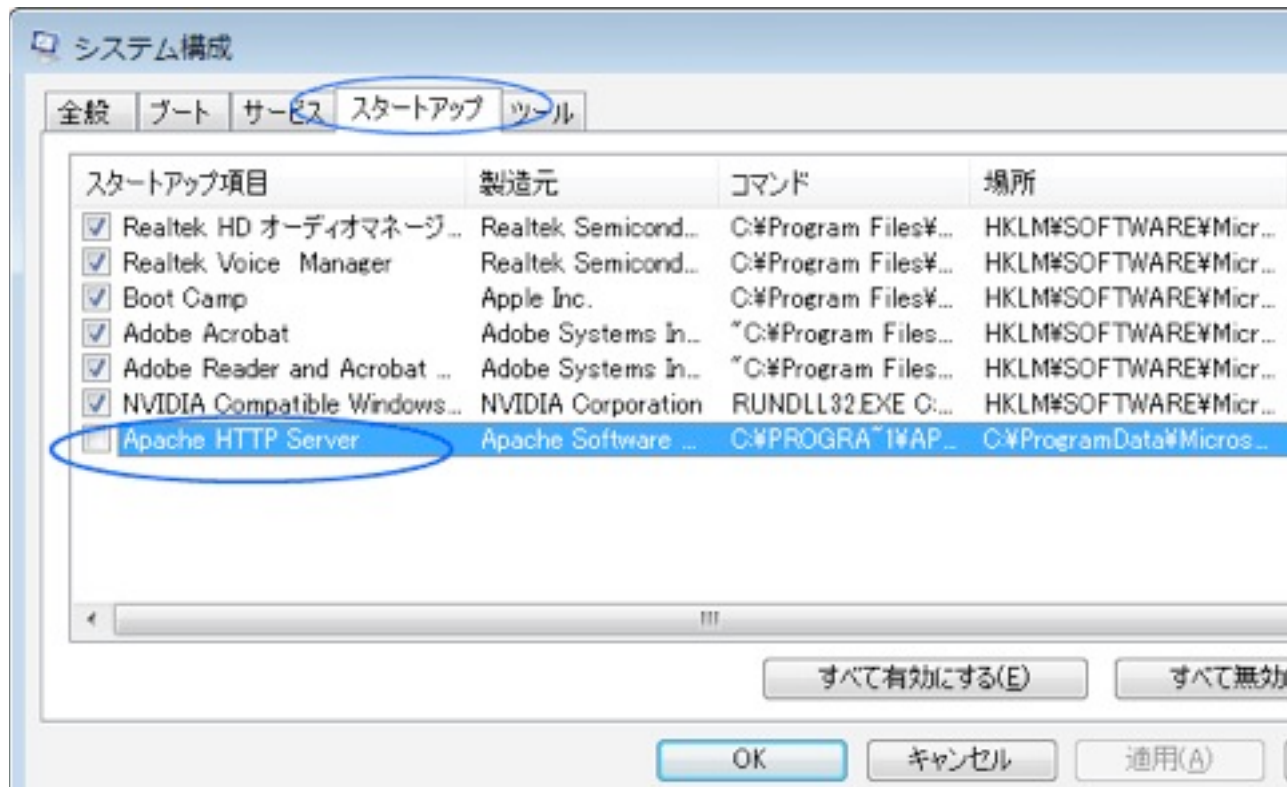 システム構成
全般 ブート サービス スタートアップ ツール
スタートアップ項目 製造元 コマンド 場所
Realtek HD オーディオマネージ... Realtek Semicond... C:¥Program Files¥... HKLM¥SOFTWARE¥Micr...
Realtek Voice Manager Realtek Semicond... C:¥Program Files¥... HKLM¥SOFTWARE¥Micr...
Boot Camp Apple Inc. C:¥Program Files¥... HKLM¥SOFTWARE¥Micr...
Adobe Acrobat Adobe Systems In... "C:¥Program Files... HKLM¥SOFTWARE¥Micr...
Adobe Reader and Acrobat ... Adobe Systems In... "C:¥Program Files... HKLM¥SOFTWARE¥Micr...
NVIDIA Compatible Windows... NVIDIA Corporation RUNDLL32.EXE C:... HKLM¥SOFTWARE¥Micr...
Apache HTTP Server Apache Software ... C:¥PROGRA~1¥AP... C:¥ProgramData¥Micros...
すべて有効にする(E) すべて無効
OK キャンセル 適用(A)